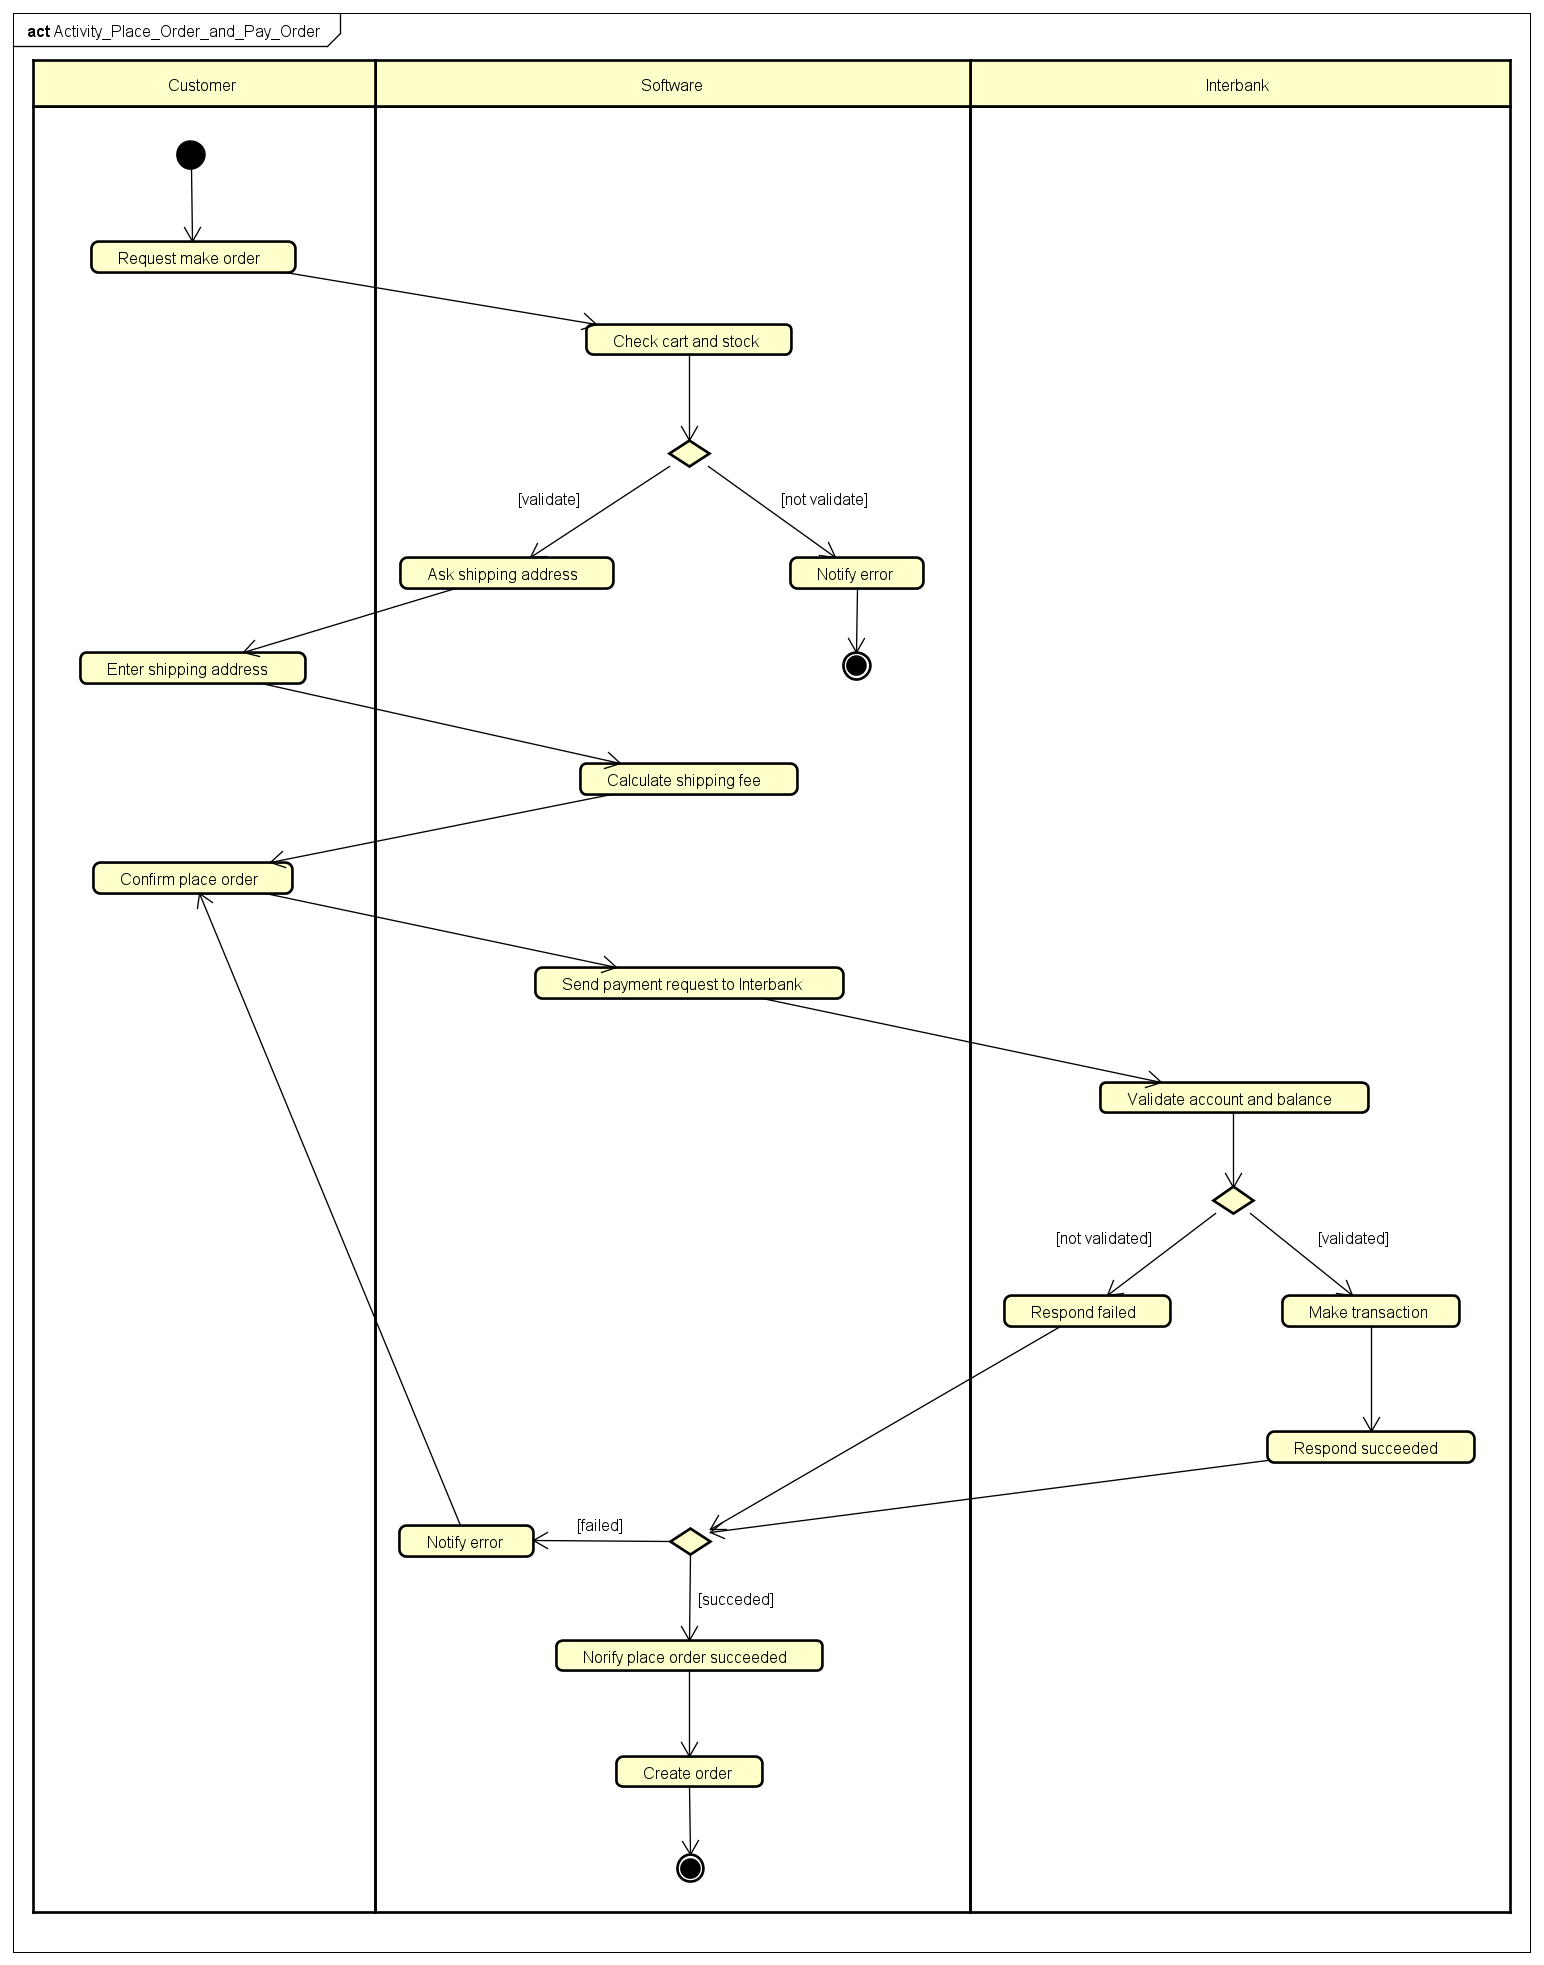 act Activity_Place_Order_and_Pay_Order
Customer
Software
Interbank
Request make order
Check cart and stock
[validate]
[not validate]
Ask shipping address
Notify error
Enter shipping address
Calculate shipping fee
Confirm place order
Send payment request to Interbank
Validate account and balance
[not validated]
[validated]
Respond failed
Make transaction
Respond succeeded
[failed]
Notify error
[succeded]
Norify place order succeeded
Create order